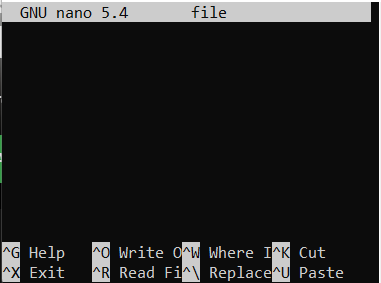 GNU nano 5.4 file
^G Help ^O Write O^W Where I^K Cut
^X Exit ^R Read Fi^\ Replace^U Paste